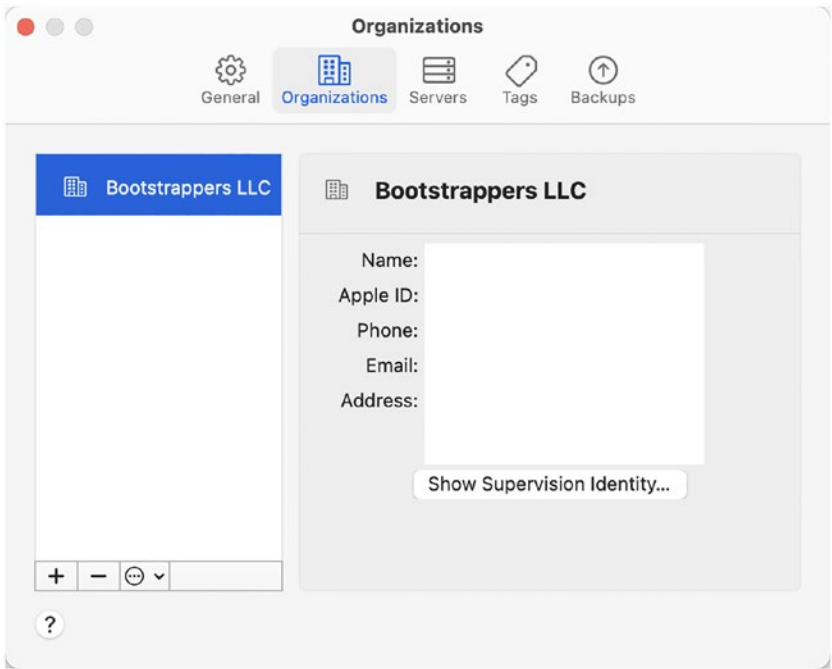 Organizations
General Organizations Servers Tags Backups
Bootstrappers LLC
Bootstrappers LLC
Name:
Apple ID:
Phone:
Email:
Address:
Show Supervision Identity...
?